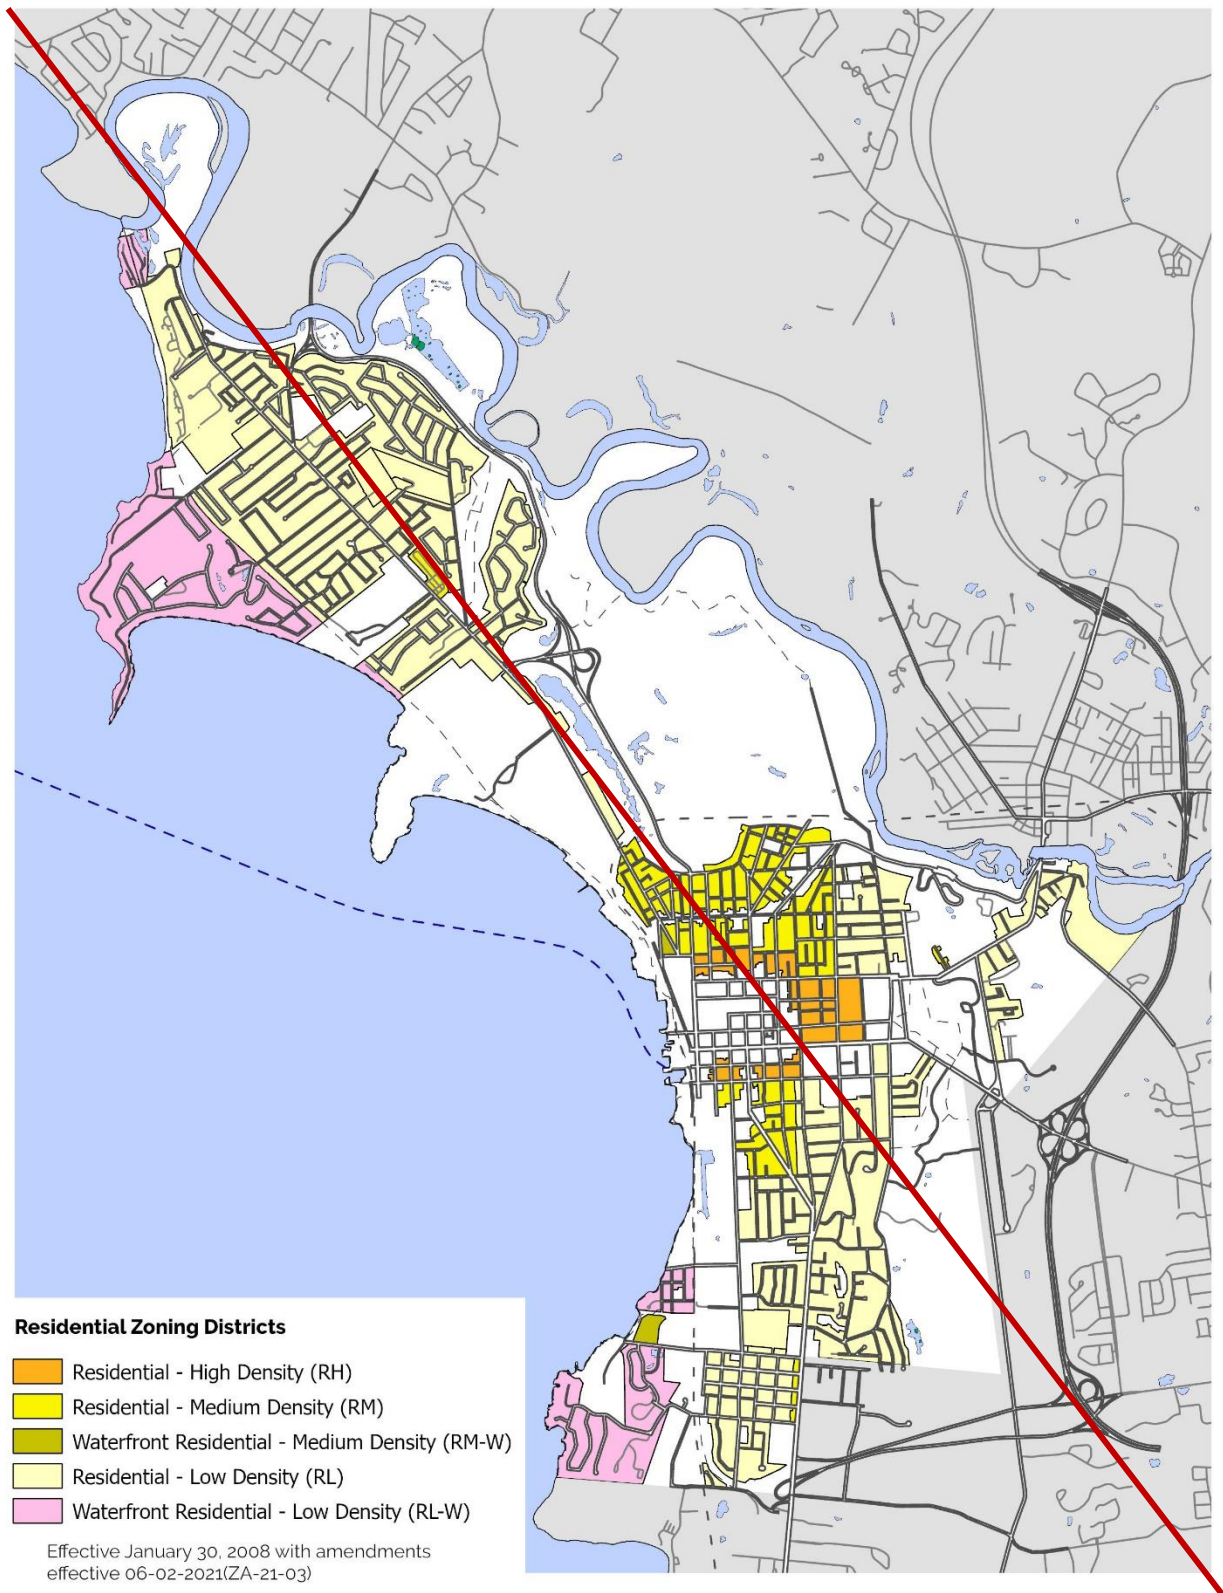 Residential Zoning Districts
Residential - High Density (RH)
Residential - Medium Density (RM)
Waterfront Residential - Medium Density (RM-W)
Residential - Low Density (RL)
Waterfront Residential - Low Density (RL-W)
Effective January 30, 2008 with amendments
effective 06-02-2021(ZA-21-03)